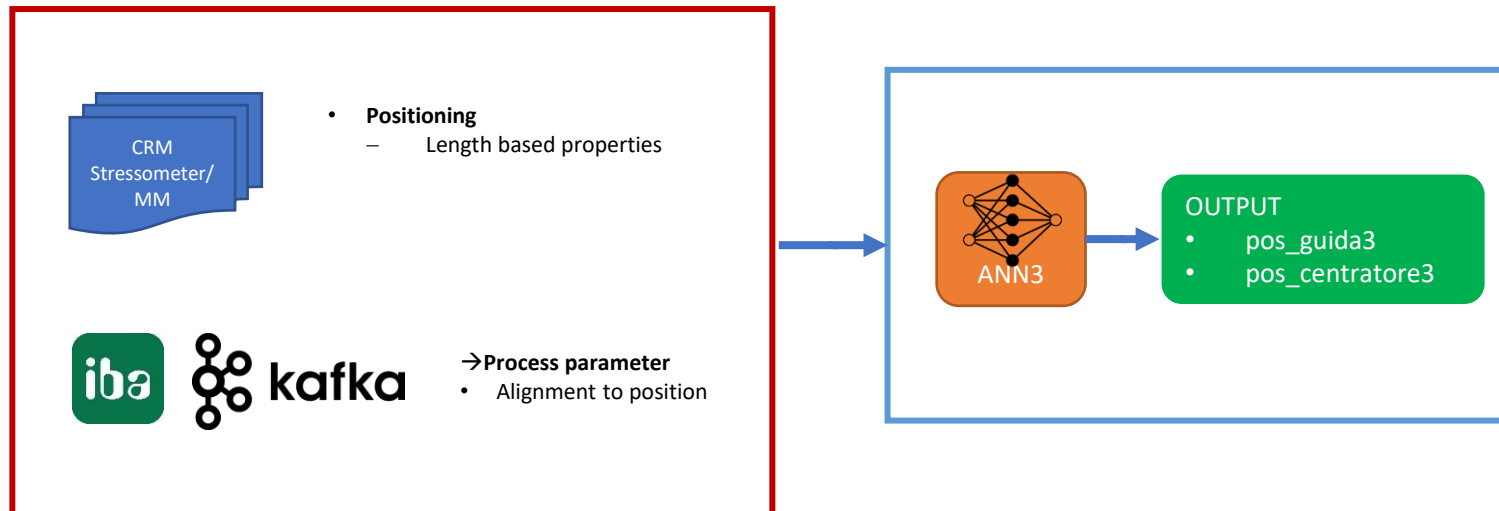 CRM
Stressometer/
MM
• Positioning
– Length based properties
iba
kafka
→Process parameter
• Alignment to position
ANN3
OUTPUT
• pos_guida3
• pos_centratore3